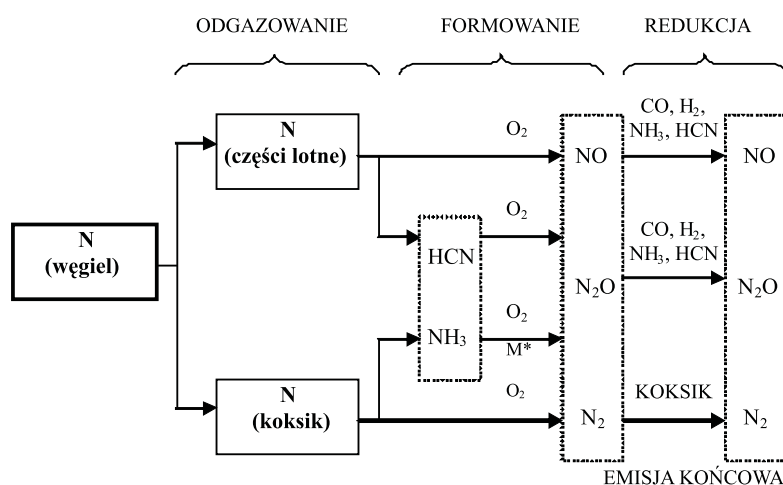 ODGAZOWANIE FORMOWANIE REDUKCJA
N
(części lotne)
O₂
NO
CO, H₂,
NH₃, HCN
NO
N
(węgiel)
O₂
HCN
CO, H₂,
NH₃, HCN
N₂O
N₂O
O₂
NH₃
M*
N
(koksik)
O₂
N₂
KOKSIK
N₂
EMISJA KOŃCOWA